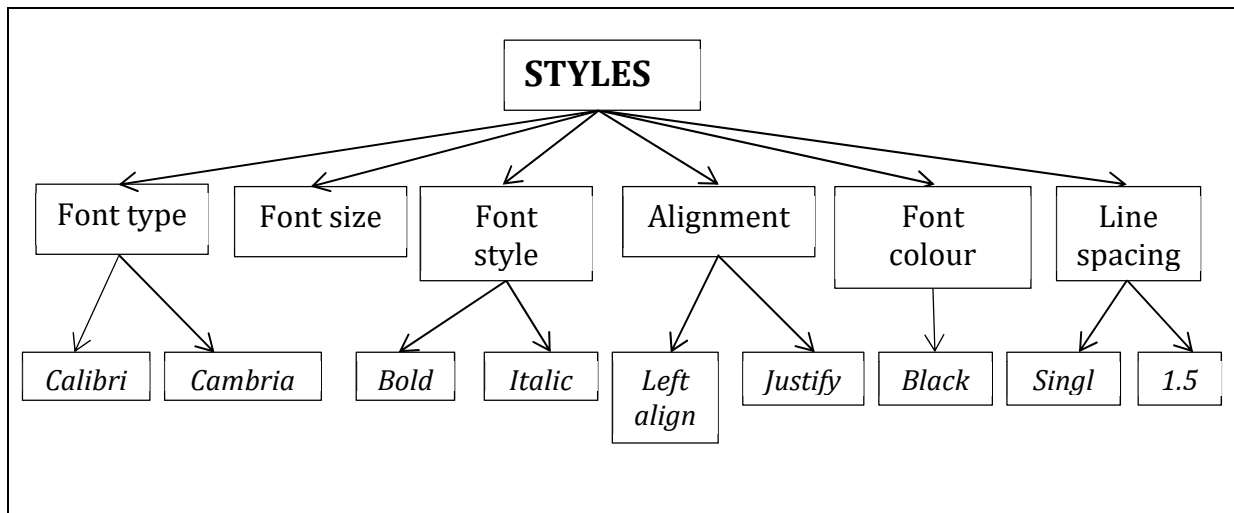 STYLES
Font type
Font size
Font
style
Alignment
Font
colour
Line
spacing
Calibri
Cambria
Bold
Italic
Left
align
Justify
Black
Singl
1.5